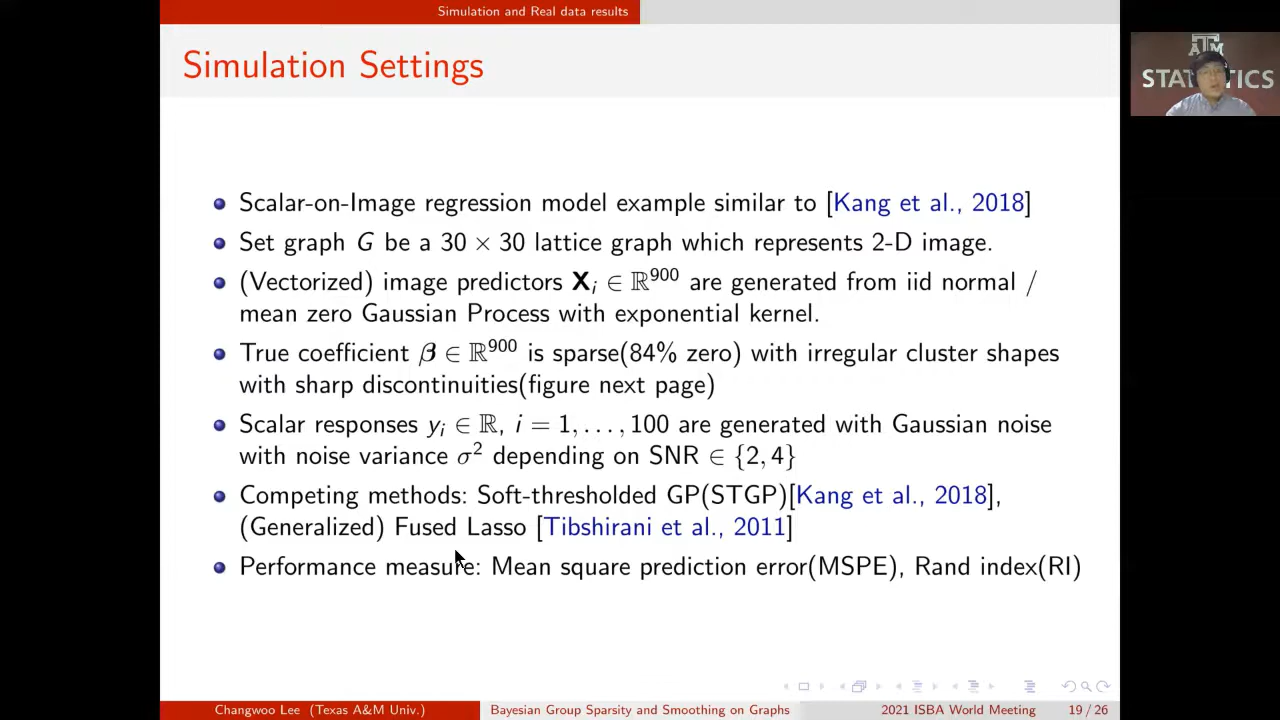 Simulation and Real data results
Simulation Settings
Scalar-on-Image regression model example similar to [Kang et al., 2018]
Set graph G be a 30 × 30 lattice graph which represents 2-D image.
(Vectorized) image predictors X_i ∈ ℝ^900 are generated from iid normal /
mean zero Gaussian Process with exponential kernel.
True coefficient β ∈ ℝ^900 is sparse(84% zero) with irregular cluster shapes
with sharp discontinuities(figure next page)
Scalar responses y_i ∈ ℝ, i = 1, . . . , 100 are generated with Gaussian noise
with noise variance σ^2 depending on SNR ∈ {2, 4}
Competing methods: Soft-thresholded GP(STGP)[Kang et al., 2018],
(Generalized) Fused Lasso [Tibshirani et al., 2011]
Performance measure: Mean square prediction error(MSPE), Rand index(RI)
Changwoo Lee (Texas A&M Univ.)
Bayesian Group Sparsity and Smoothing on Graphs
2021 ISBA World Meeting
19 / 26